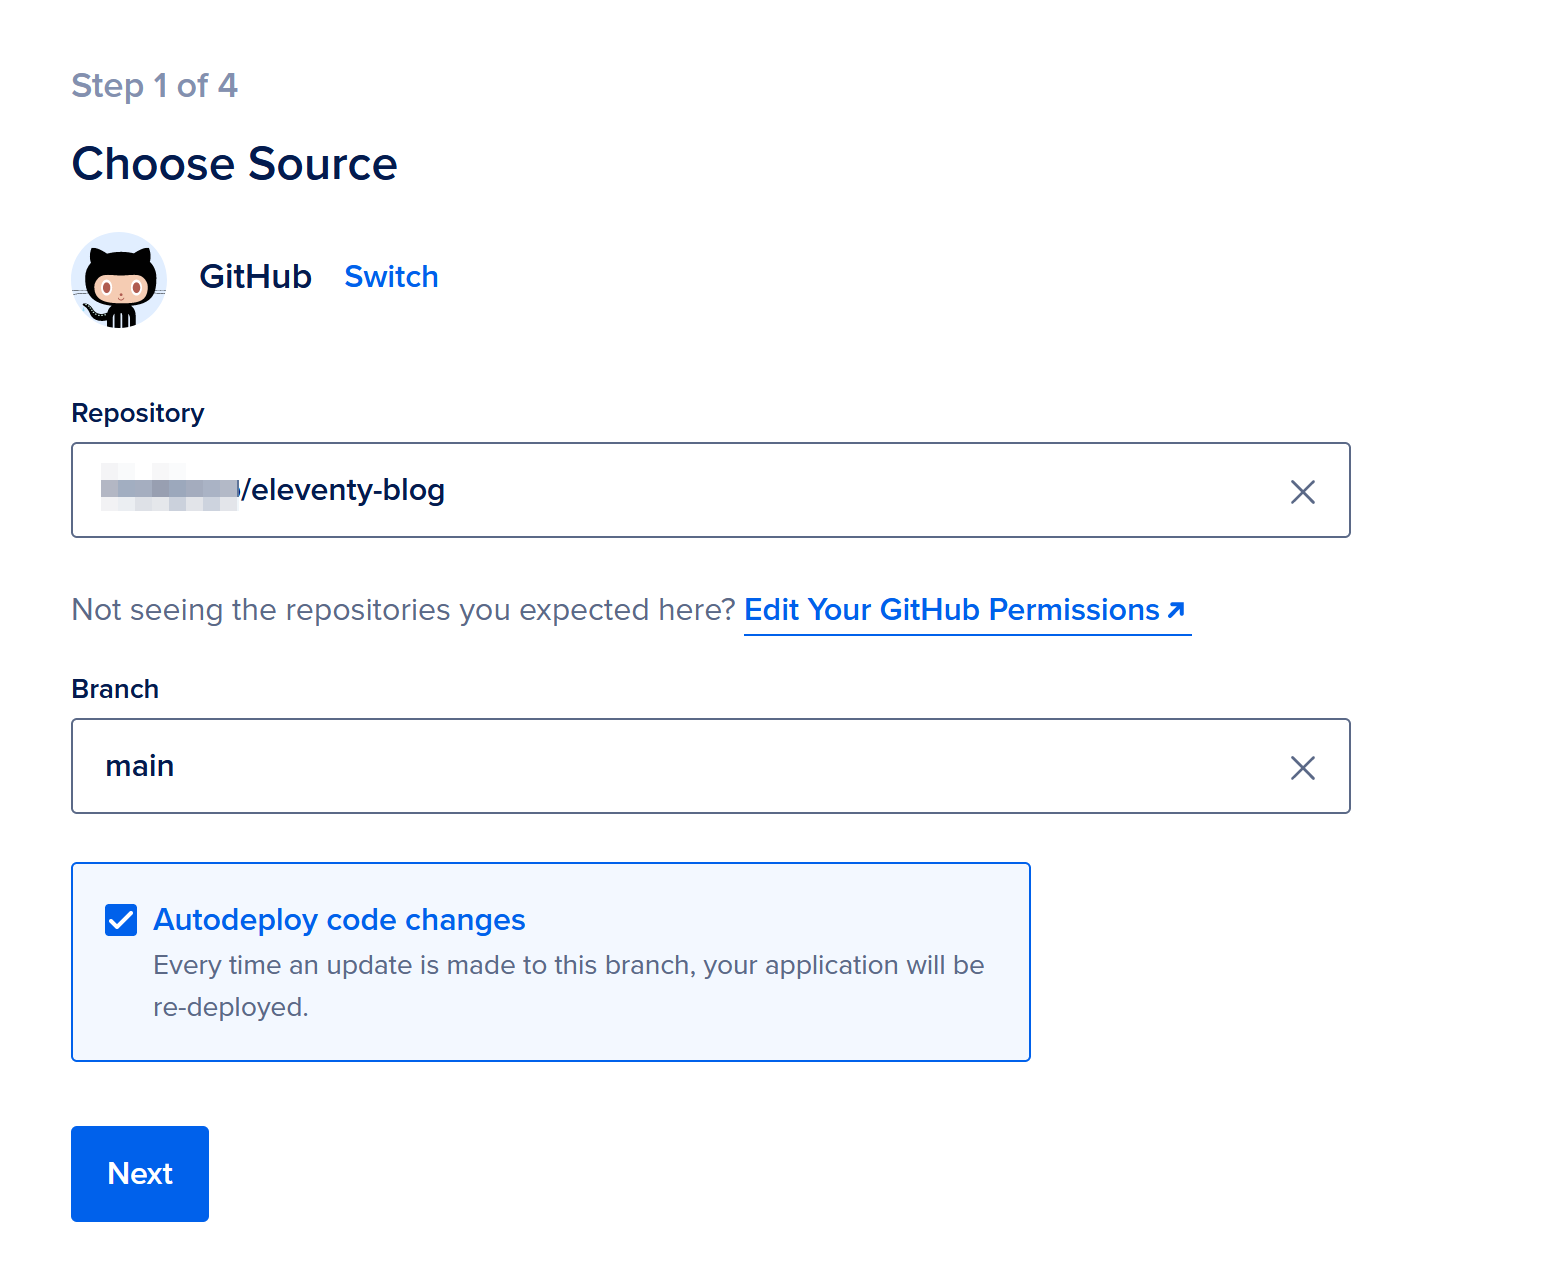 Step 1 of 4
Choose Source
GitHub Switch
Repository
/eleventy-blog
Not seeing the repositories you expected here? Edit Your GitHub Permissions
Branch
main
Autodeploy code changes
Every time an update is made to this branch, your application will be
re-deployed.
Next